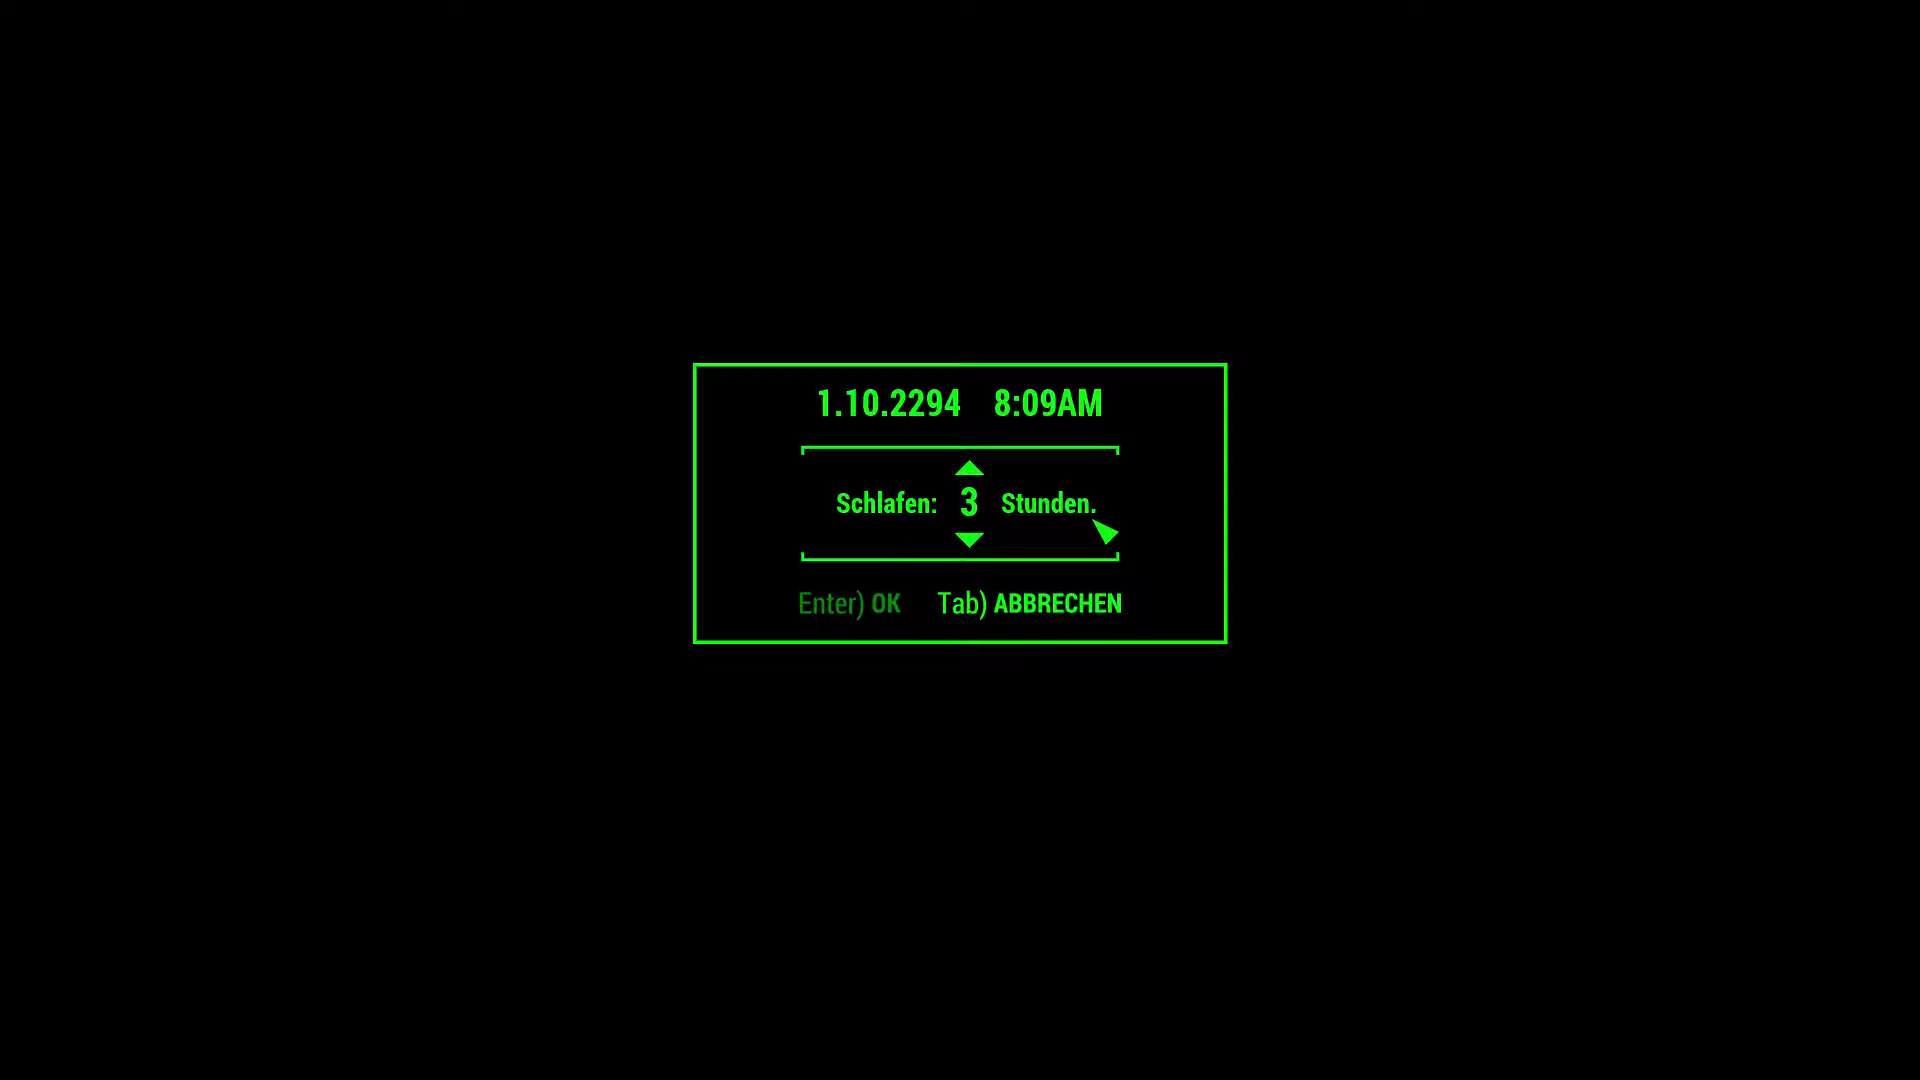 1.10.2294 8:09AM
Schlafen: 3 Stunden.
Enter) OK Tab) ABBRECHEN